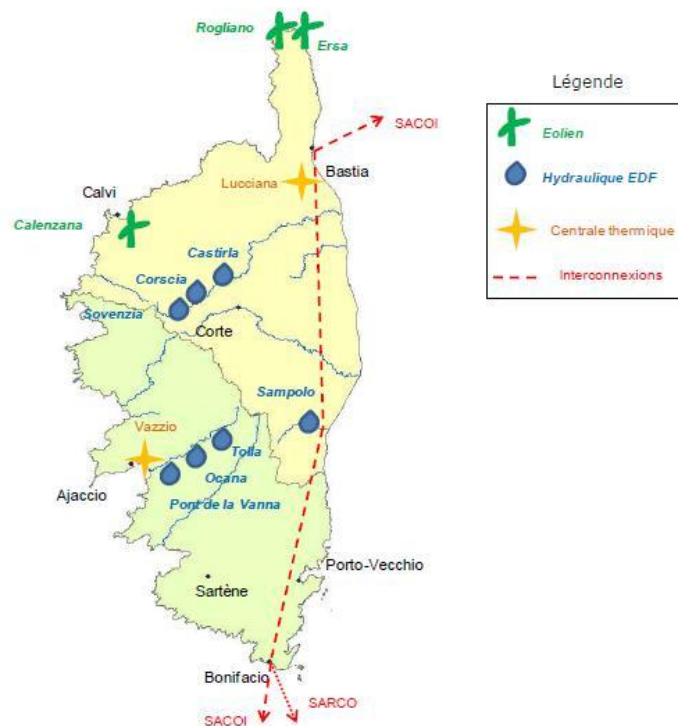 Rogliano
Ersa
SACOI
Bastia
Lucciana
Calvi
Calenzana
Castirla
Corscia
Sovenzia
Corte
Sampolo
Vazzio
Tolla
Ajaccio
Ocana
Pont de la Vanna
Porto-Vecchio
Sartène
Bonifacio
SARCO
SACOI
Légende
Eolien
Hydraulique EDF
Centrale thermique
Interconnexions